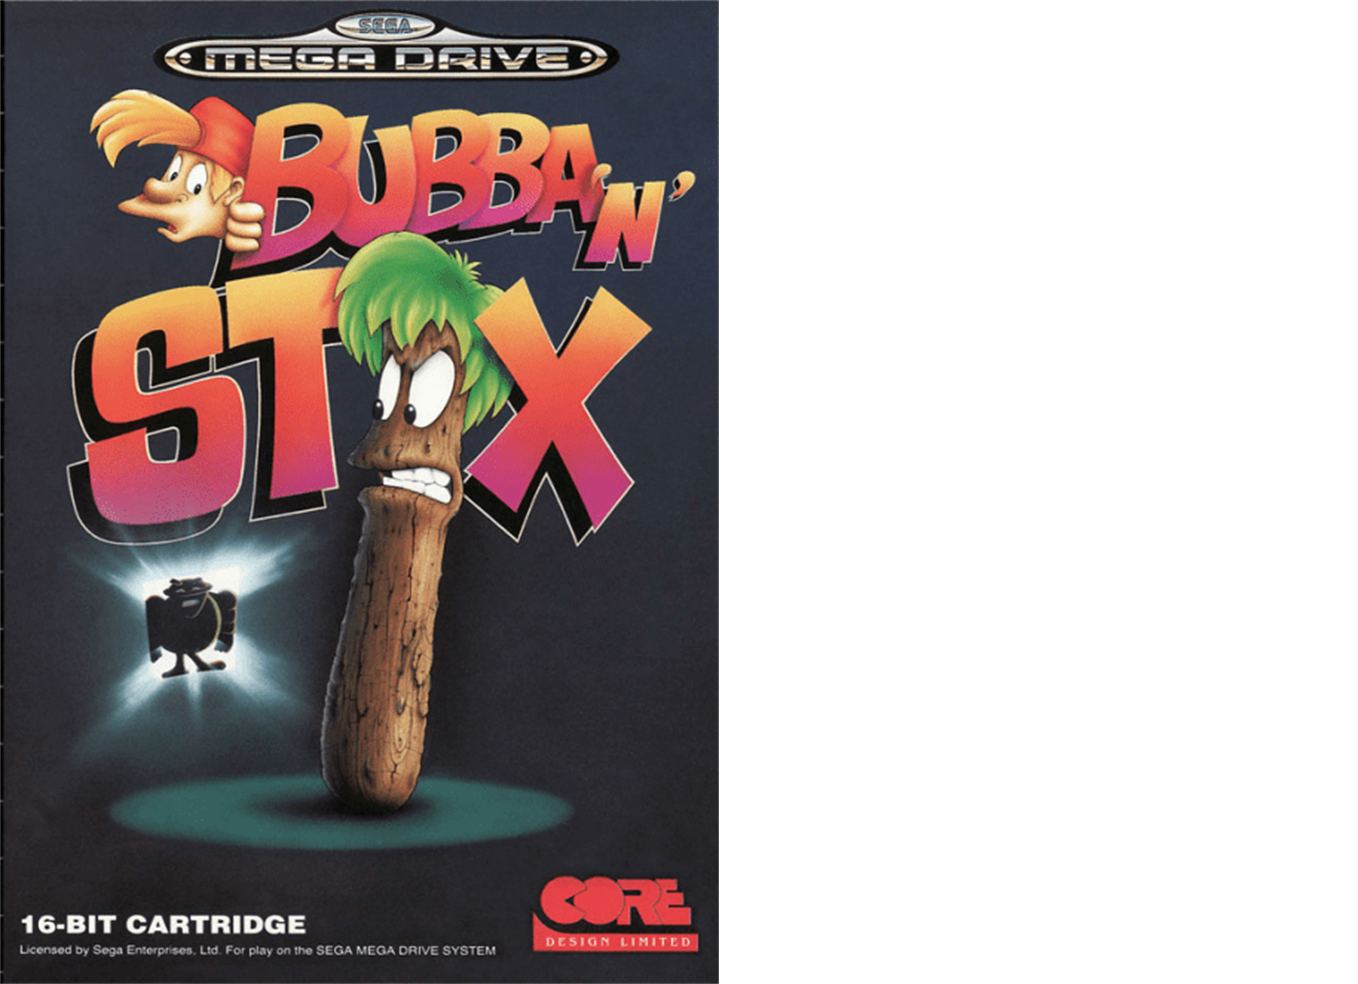 SEGA
MEGA DRIVE
BUBBA 'N'
STIX
16-BIT CARTRIDGE
Licensed by Sega Enterprises, Ltd. For play on the SEGA MEGA DRIVE SYSTEM
CORE
DESIGN LIMITED